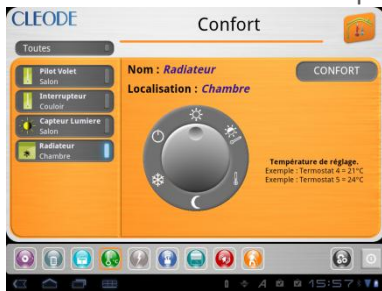 CLEODE
Confort
Toutes
Pilot Volet
Salon
Interrupteur
Couloir
Capteur Lumiere
Salon
Radiateur
Chambre
Nom : Radiateur
CONFORT
Localisation : Chambre
Température de réglage.
Exemple : Termostat 4 = 21°C
Exemple : Termostat 5 = 24°C
15:57